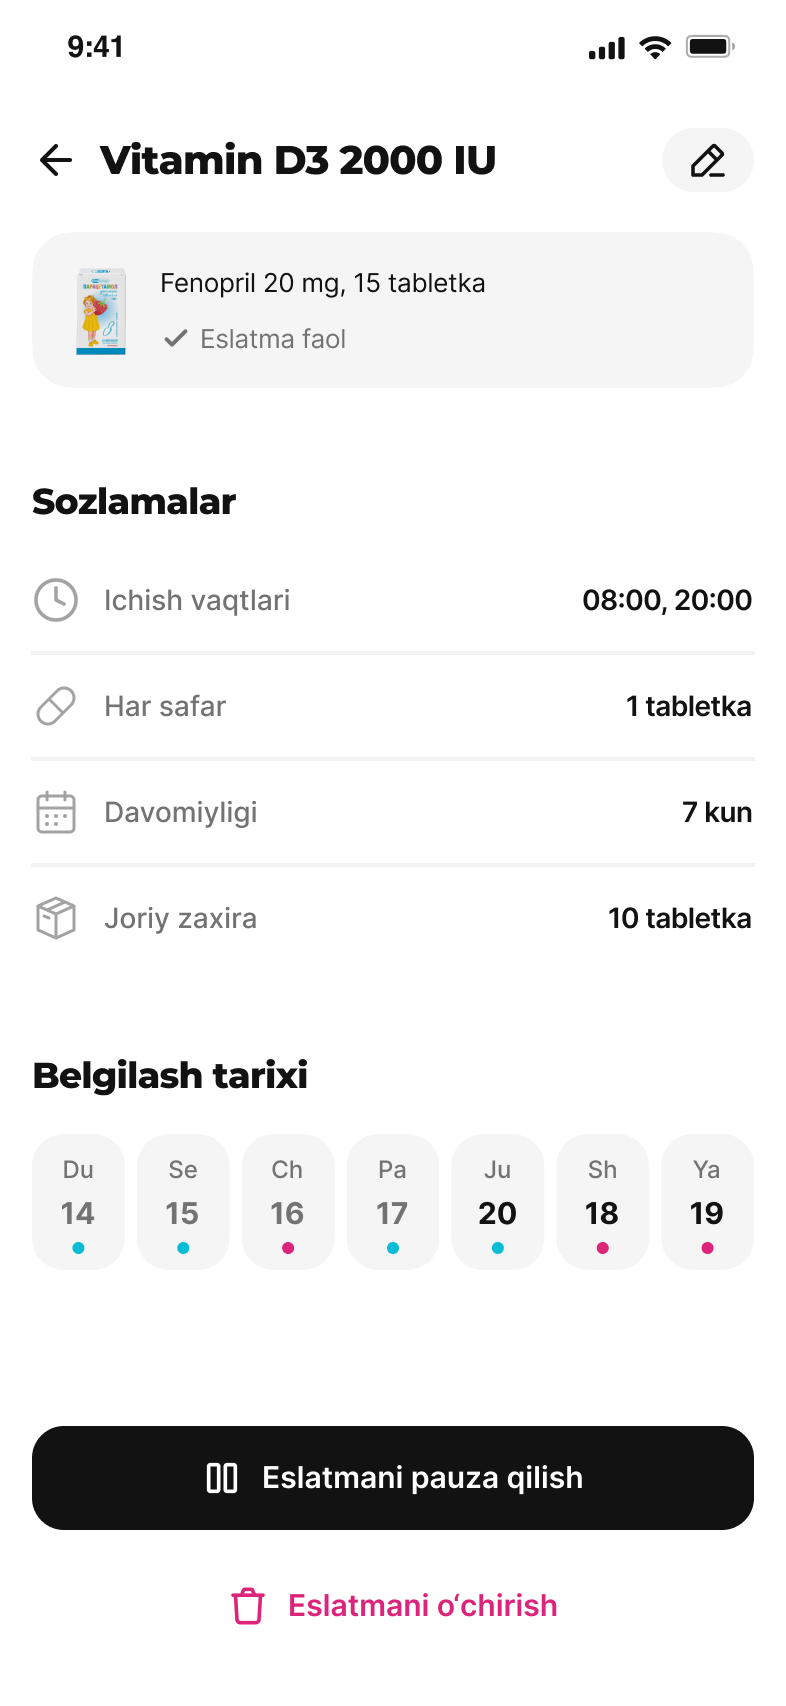 9:41
Vitamin D3 2000 IU
ПАРАЦЕТАМОЛ
Fenopril 20 mg, 15 tabletka
Eslatma faol
Sozlamalar
Ichish vaqtlari 08:00, 20:00
Har safar 1 tabletka
Davomiyligi 7 kun
Joriy zaxira 10 tabletka
Belgilash tarixi
Du Se Ch Pa Ju Sh Ya
14 15 16 17 20 18 19
Eslatmani pauza qilish
Eslatmani o‘chirish